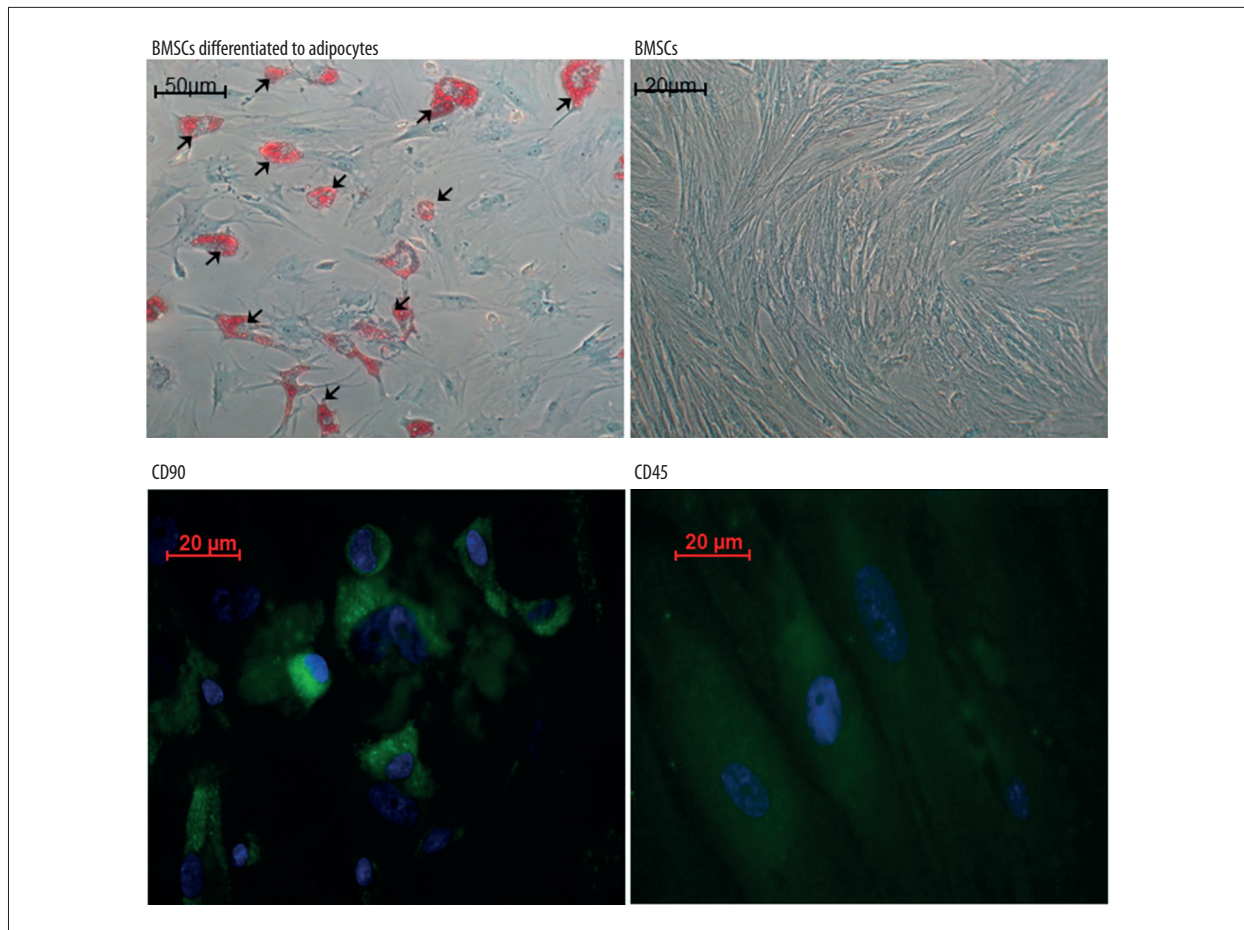 BMSCs differentiated to adipocytes
BMSCs
50µm
20µm
CD90
CD45
20 µm
20 µm